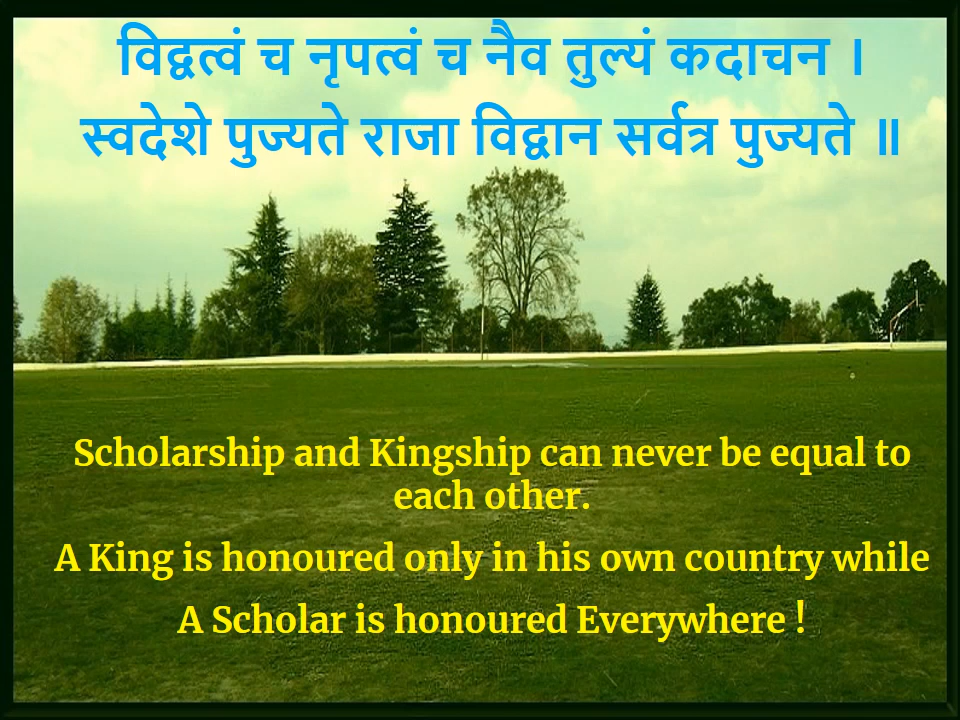 विद्वत्वं च नृपत्वं च नैव तुल्यं कदाचन ।
स्वदेशे पुज्यते राजा विद्वान सर्वत्र पुज्यते ॥
Scholarship and Kingship can never be equal to
each other.
A King is honoured only in his own country while
A Scholar is honoured Everywhere !